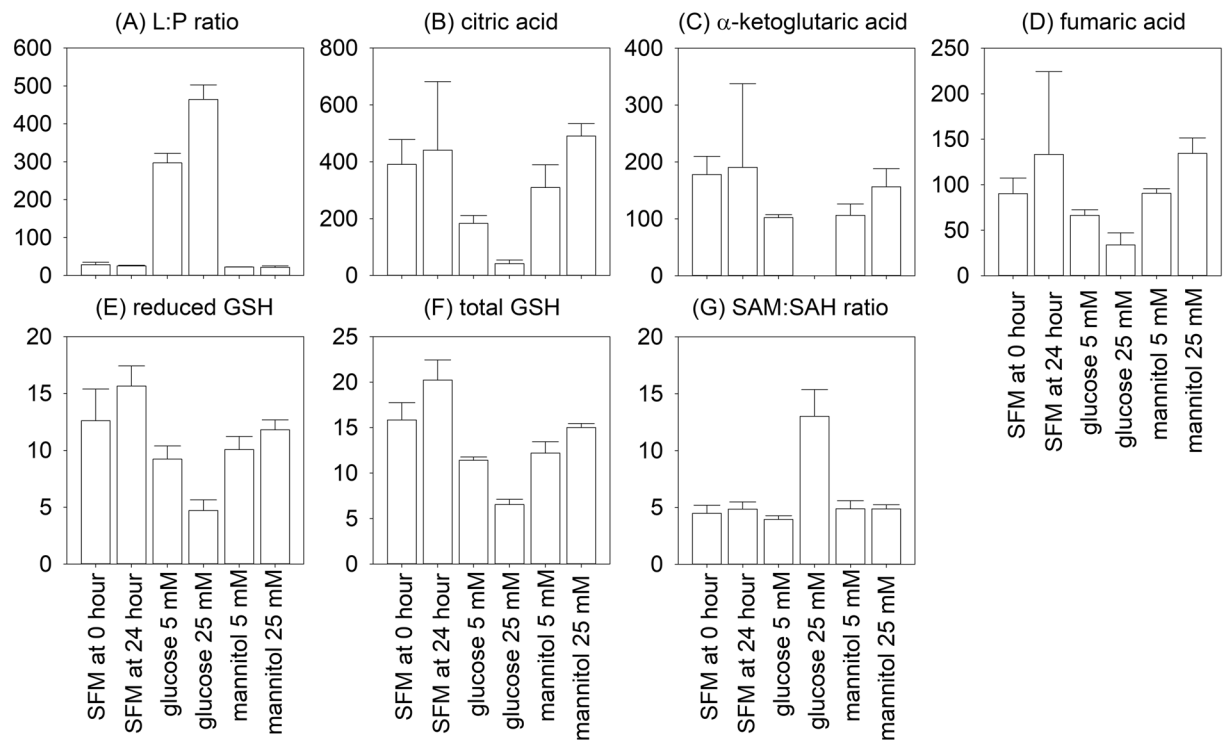 (A) L:P ratio
600
500
400
300
200
100
0
(B) citric acid
800
600
400
200
0
(C) α-ketoglutaric acid
400
300
200
100
0
(D) fumaric acid
250
200
150
100
50
0
SFM at 0 hour
SFM at 24 hour
glucose 5 mM
glucose 25 mM
mannitol 5 mM
mannitol 25 mM
(E) reduced GSH
20
15
10
5
0
SFM at 0 hour
SFM at 24 hour
glucose 5 mM
glucose 25 mM
mannitol 5 mM
mannitol 25 mM
(F) total GSH
25
20
15
10
5
0
SFM at 0 hour
SFM at 24 hour
glucose 5 mM
glucose 25 mM
mannitol 5 mM
mannitol 25 mM
(G) SAM:SAH ratio
20
15
10
5
0
SFM at 0 hour
SFM at 24 hour
glucose 5 mM
glucose 25 mM
mannitol 5 mM
mannitol 25 mM